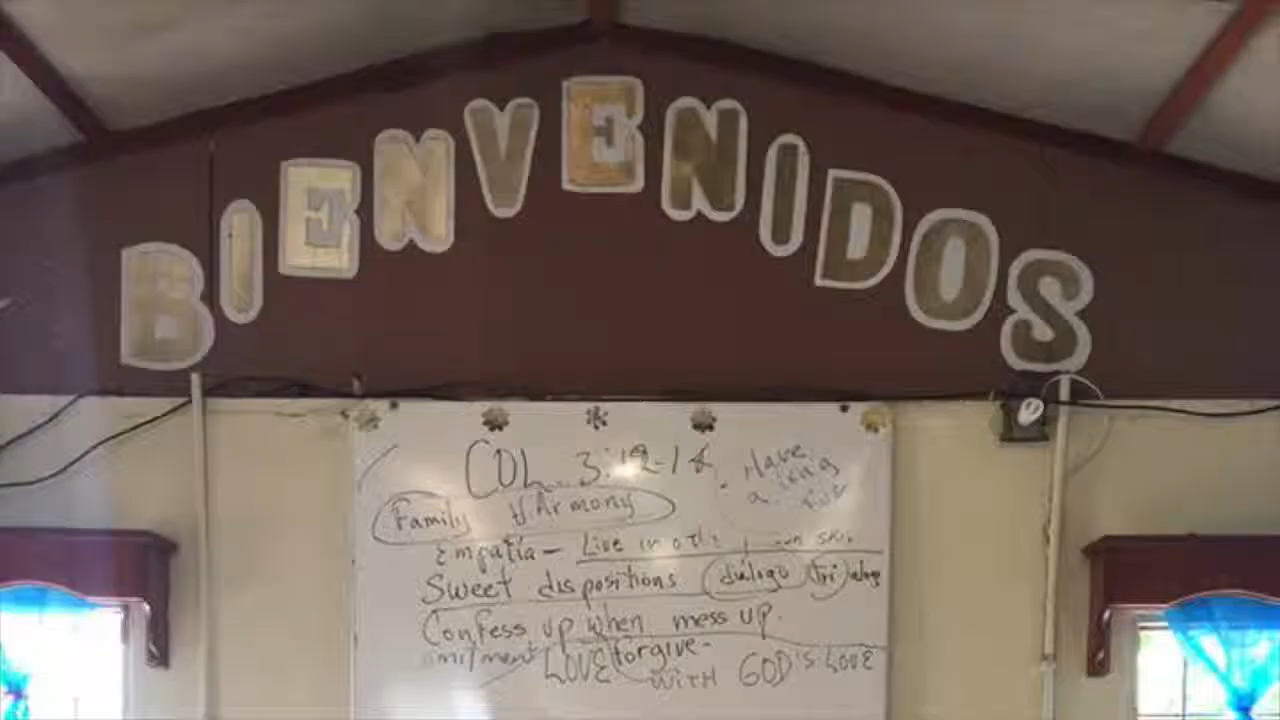 BIENVENIDOS
COL. 3:12-14
Have
a
Family Harmony
Empatia - Live in
Sweet dispositions dialogo trialogo
Confess up when mess up.
LOVE forgive-
WITH GOD'S LOVE